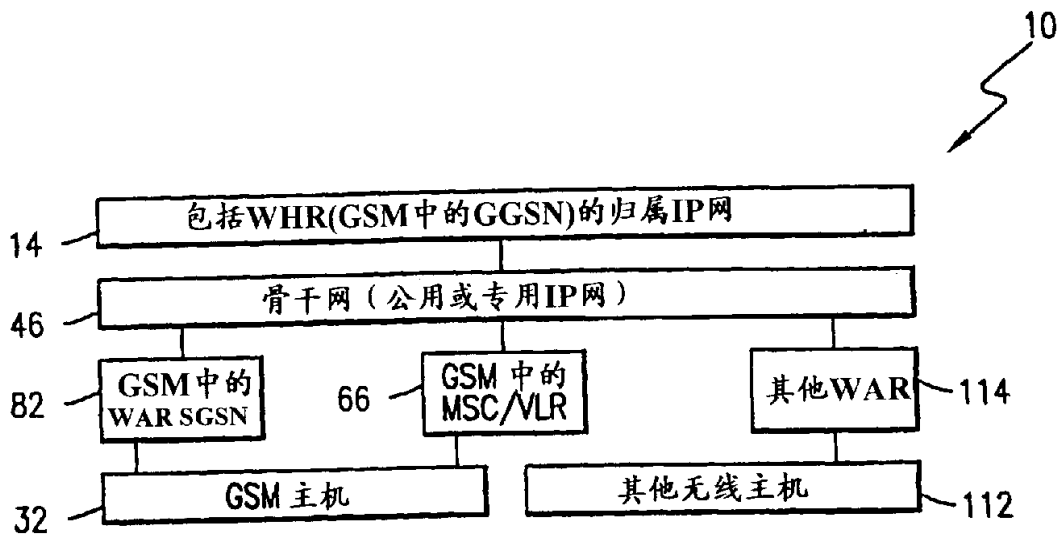 10
包括WHR(GSM中的GGSN)的归属IP网
14
骨干网（公用或专用IP网）
46
GSM中的
WAR SGSN
82
GSM中的
MSC/VLR
66
其他WAR
114
GSM主机
32
其他无线主机
112